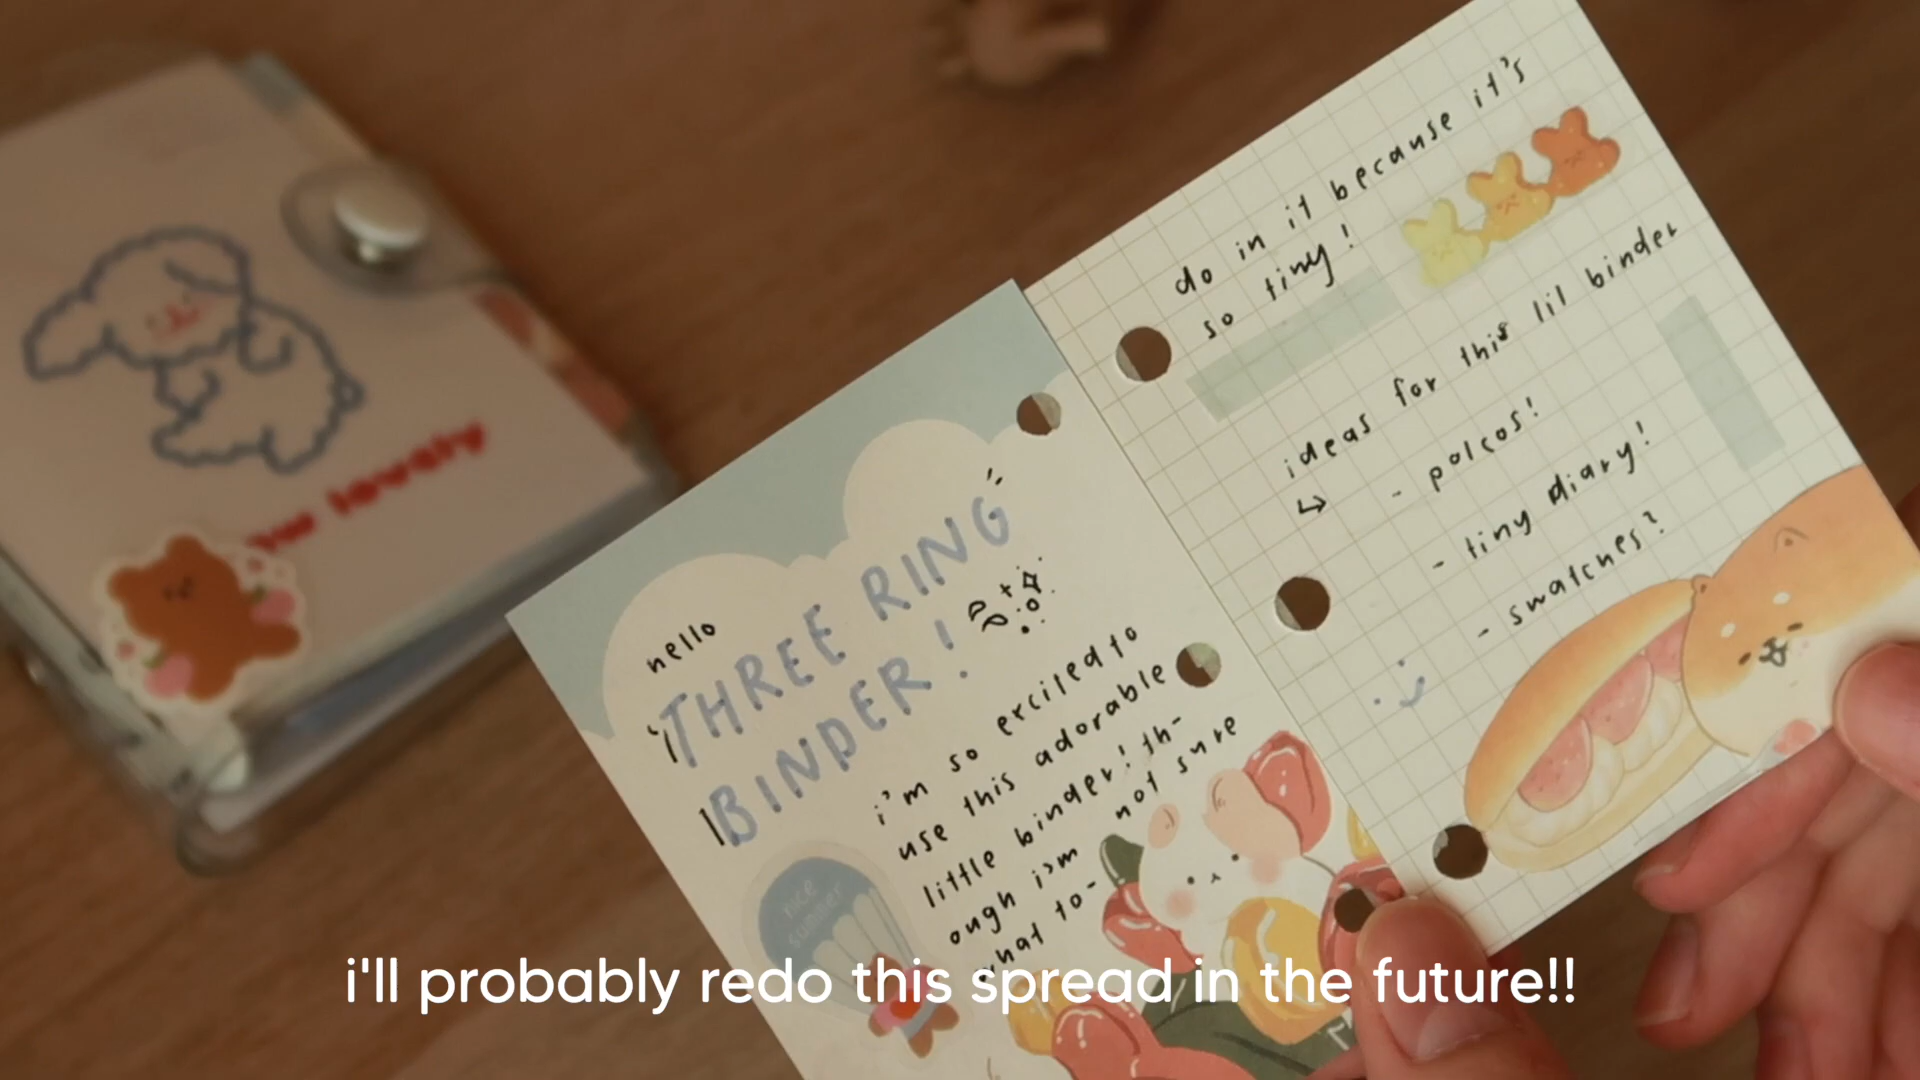 hello
THREE RING
BINDER!
i'm so excited to
use this adorable
little binder! th-
ough i'm not sure
what to-
do in it because it's
so tiny!
ideas for this lil binder
↳ - polcos!
- tiny diary!
- swatches?
nice
summer
lovely
i'll probably redo this spread in the future!!